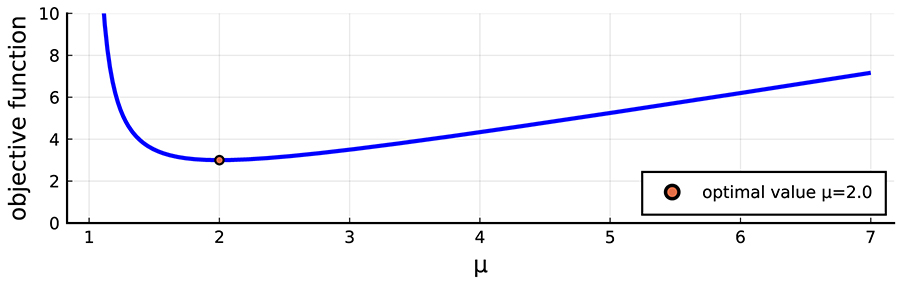 objective function
10
8
6
4
2
0
1 2 3 4 5 6 7
μ
optimal value μ=2.0